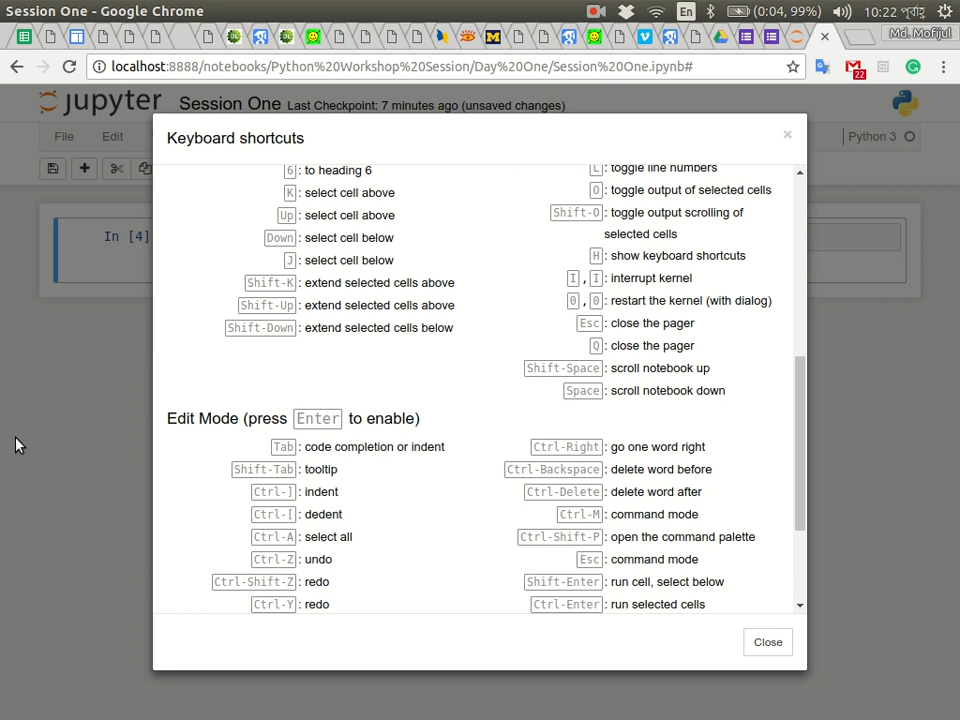 Session One - Google Chrome
En
(0:04, 99%)
10:22 পূর্বাহ্ণ
Md. Mofijul
localhost:8888/notebooks/Python%20Workshop%20Session/Day%20One/Session%20One.ipynb#
22
jupyter Session One Last Checkpoint: 7 minutes ago (unsaved changes)
File Edit
Python 3
In [4]
Keyboard shortcuts
×
6 : to heading 6
K : select cell above
Up : select cell above
Down : select cell below
J : select cell below
Shift-K : extend selected cells above
Shift-Up : extend selected cells above
Shift-Down : extend selected cells below
L : toggle line numbers
O : toggle output of selected cells
Shift-O : toggle output scrolling of
selected cells
H : show keyboard shortcuts
I , I : interrupt kernel
0 , 0 : restart the kernel (with dialog)
Esc : close the pager
Q : close the pager
Shift-Space : scroll notebook up
Space : scroll notebook down
Edit Mode (press Enter to enable)
Tab : code completion or indent
Shift-Tab : tooltip
Ctrl-] : indent
Ctrl-[ : dedent
Ctrl-A : select all
Ctrl-Z : undo
Ctrl-Shift-Z : redo
Ctrl-Y : redo
Ctrl-Right : go one word right
Ctrl-Backspace : delete word before
Ctrl-Delete : delete word after
Ctrl-M : command mode
Ctrl-Shift-P : open the command palette
Esc : command mode
Shift-Enter : run cell, select below
Ctrl-Enter : run selected cells
Close